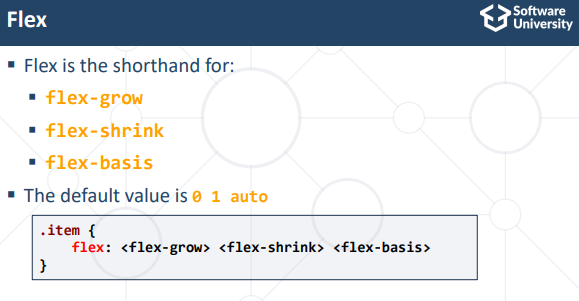 Flex
Software
University
Flex is the shorthand for:
flex-grow
flex-shrink
flex-basis
The default value is 0 1 auto
.item {
flex: <flex-grow> <flex-shrink> <flex-basis>
}